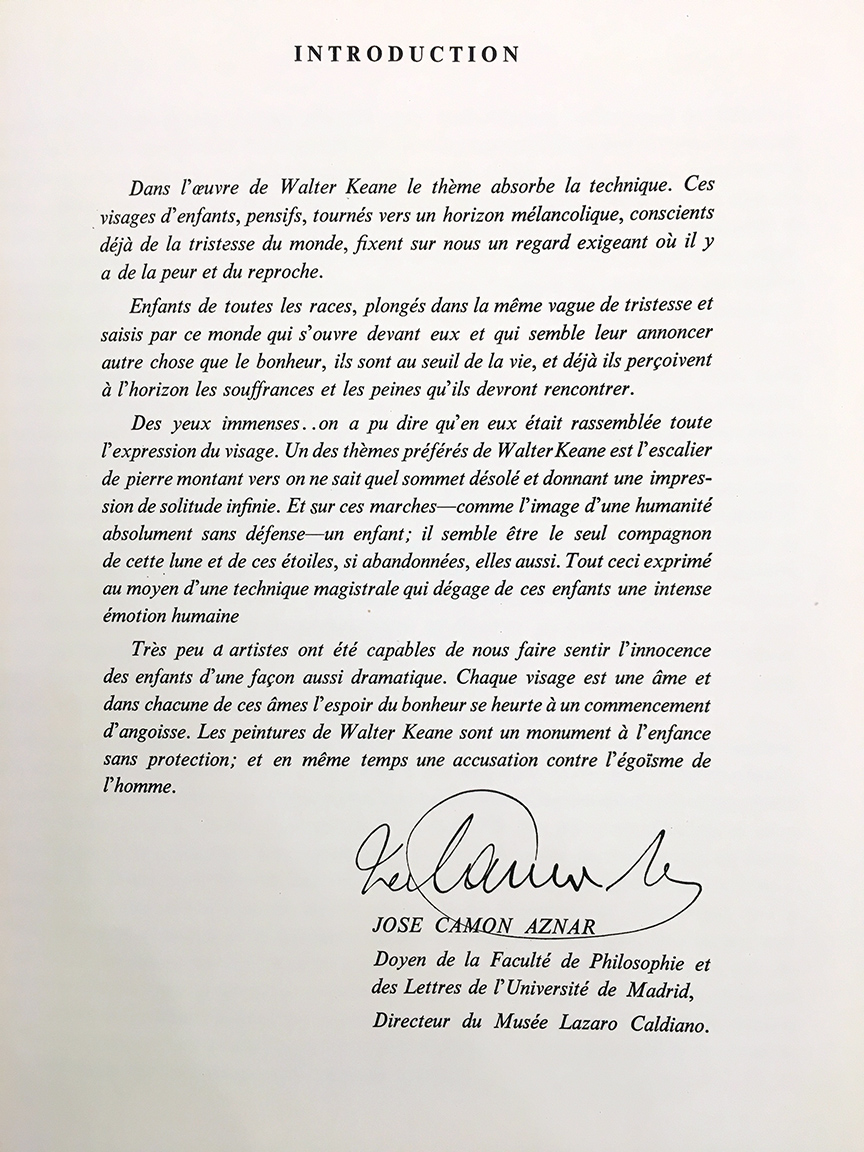 INTRODUCTION
Dans l'œuvre de Walter Keane le thème absorbe la technique. Ces
visages d'enfants, pensifs, tournés vers un horizon mélancolique, conscients
déjà de la tristesse du monde, fixent sur nous un regard exigeant où il y
a de la peur et du reproche.
Enfants de toutes les races, plongés dans la même vague de tristesse et
saisis par ce monde qui s'ouvre devant eux et qui semble leur annoncer
autre chose que le bonheur, ils sont au seuil de la vie, et déjà ils perçoivent
à l'horizon les souffrances et les peines qu'ils devront rencontrer.
Des yeux immenses..on a pu dire qu'en eux était rassemblée toute
l'expression du visage. Un des thèmes préférés de Walter Keane est l'escalier
de pierre montant vers on ne sait quel sommet désolé et donnant une impres-
sion de solitude infinie. Et sur ces marches—comme l'image d'une humanité
absolument sans défense—un enfant; il semble être le seul compagnon
de cette lune et de ces étoiles, si abandonnées, elles aussi. Tout ceci exprimé
au moyen d'une technique magistrale qui dégage de ces enfants une intense
émotion humaine
Très peu d artistes ont été capables de nous faire sentir l'innocence
des enfants d'une façon aussi dramatique. Chaque visage est une âme et
dans chacune de ces âmes l'espoir du bonheur se heurte à un commencement
d'angoisse. Les peintures de Walter Keane sont un monument à l'enfance
sans protection; et en même temps une accusation contre l'égoïsme de
l'homme.
JOSE CAMON AZNAR
Doyen de la Faculté de Philosophie et
des Lettres de l'Université de Madrid,
Directeur du Musée Lazaro Caldiano.